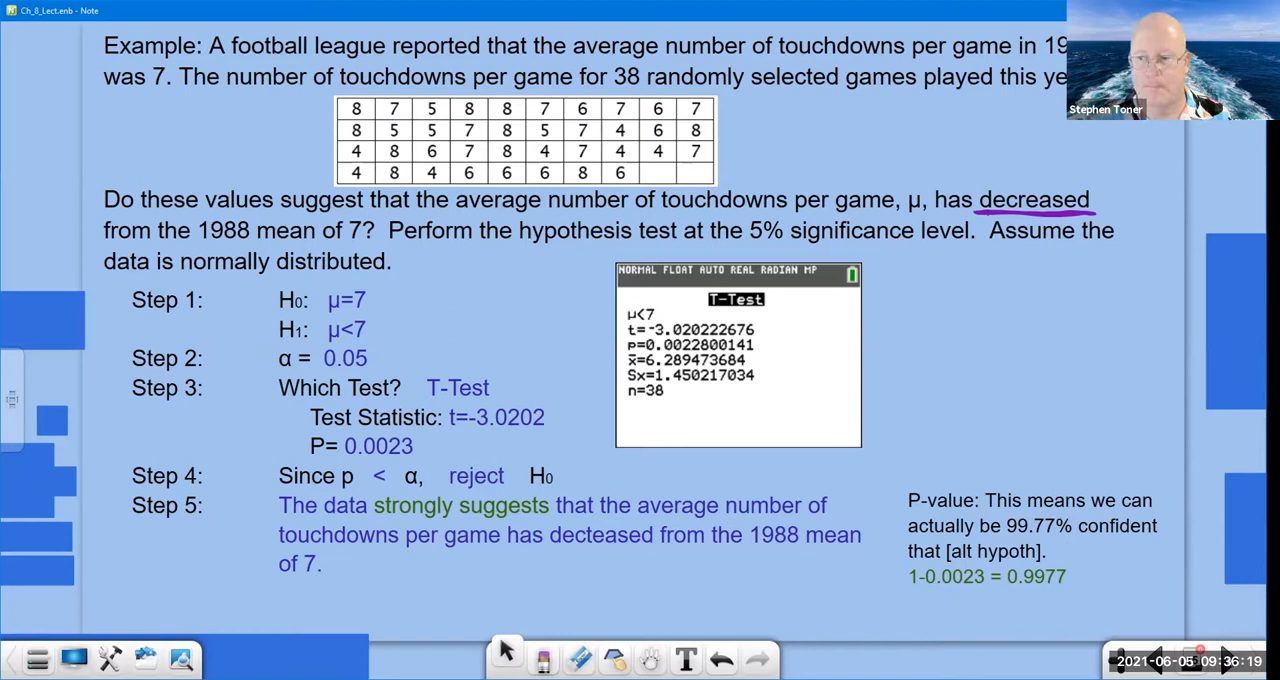 Ch_8_Lect.enb - Note
Example: A football league reported that the average number of touchdowns per game in 19
was 7. The number of touchdowns per game for 38 randomly selected games played this ye
Stephen Toner
8 7 5 8 8 7 6 7 6 7
8 5 5 7 8 5 7 4 6 8
4 8 6 7 8 4 7 4 4 7
4 8 4 6 6 6 8 6
Do these values suggest that the average number of touchdowns per game, μ, has decreased
from the 1988 mean of 7? Perform the hypothesis test at the 5% significance level. Assume the
data is normally distributed.
Step 1: H₀: μ=7
H₁: μ<7
Step 2: α = 0.05
Step 3: Which Test? T-Test
Test Statistic: t=-3.0202
P= 0.0023
Step 4: Since p < α, reject H₀
Step 5: The data strongly suggests that the average number of
touchdowns per game has decteased from the 1988 mean
of 7.
NORMAL FLOAT AUTO REAL RADIAN MP
T-Test
μ<7
t=-3.020222676
p=0.0022800141
x̄=6.289473684
Sx=1.450217034
n=38
P-value: This means we can
actually be 99.77% confident
that [alt hypoth].
1-0.0023 = 0.9977
2021-06-05 09:36:19